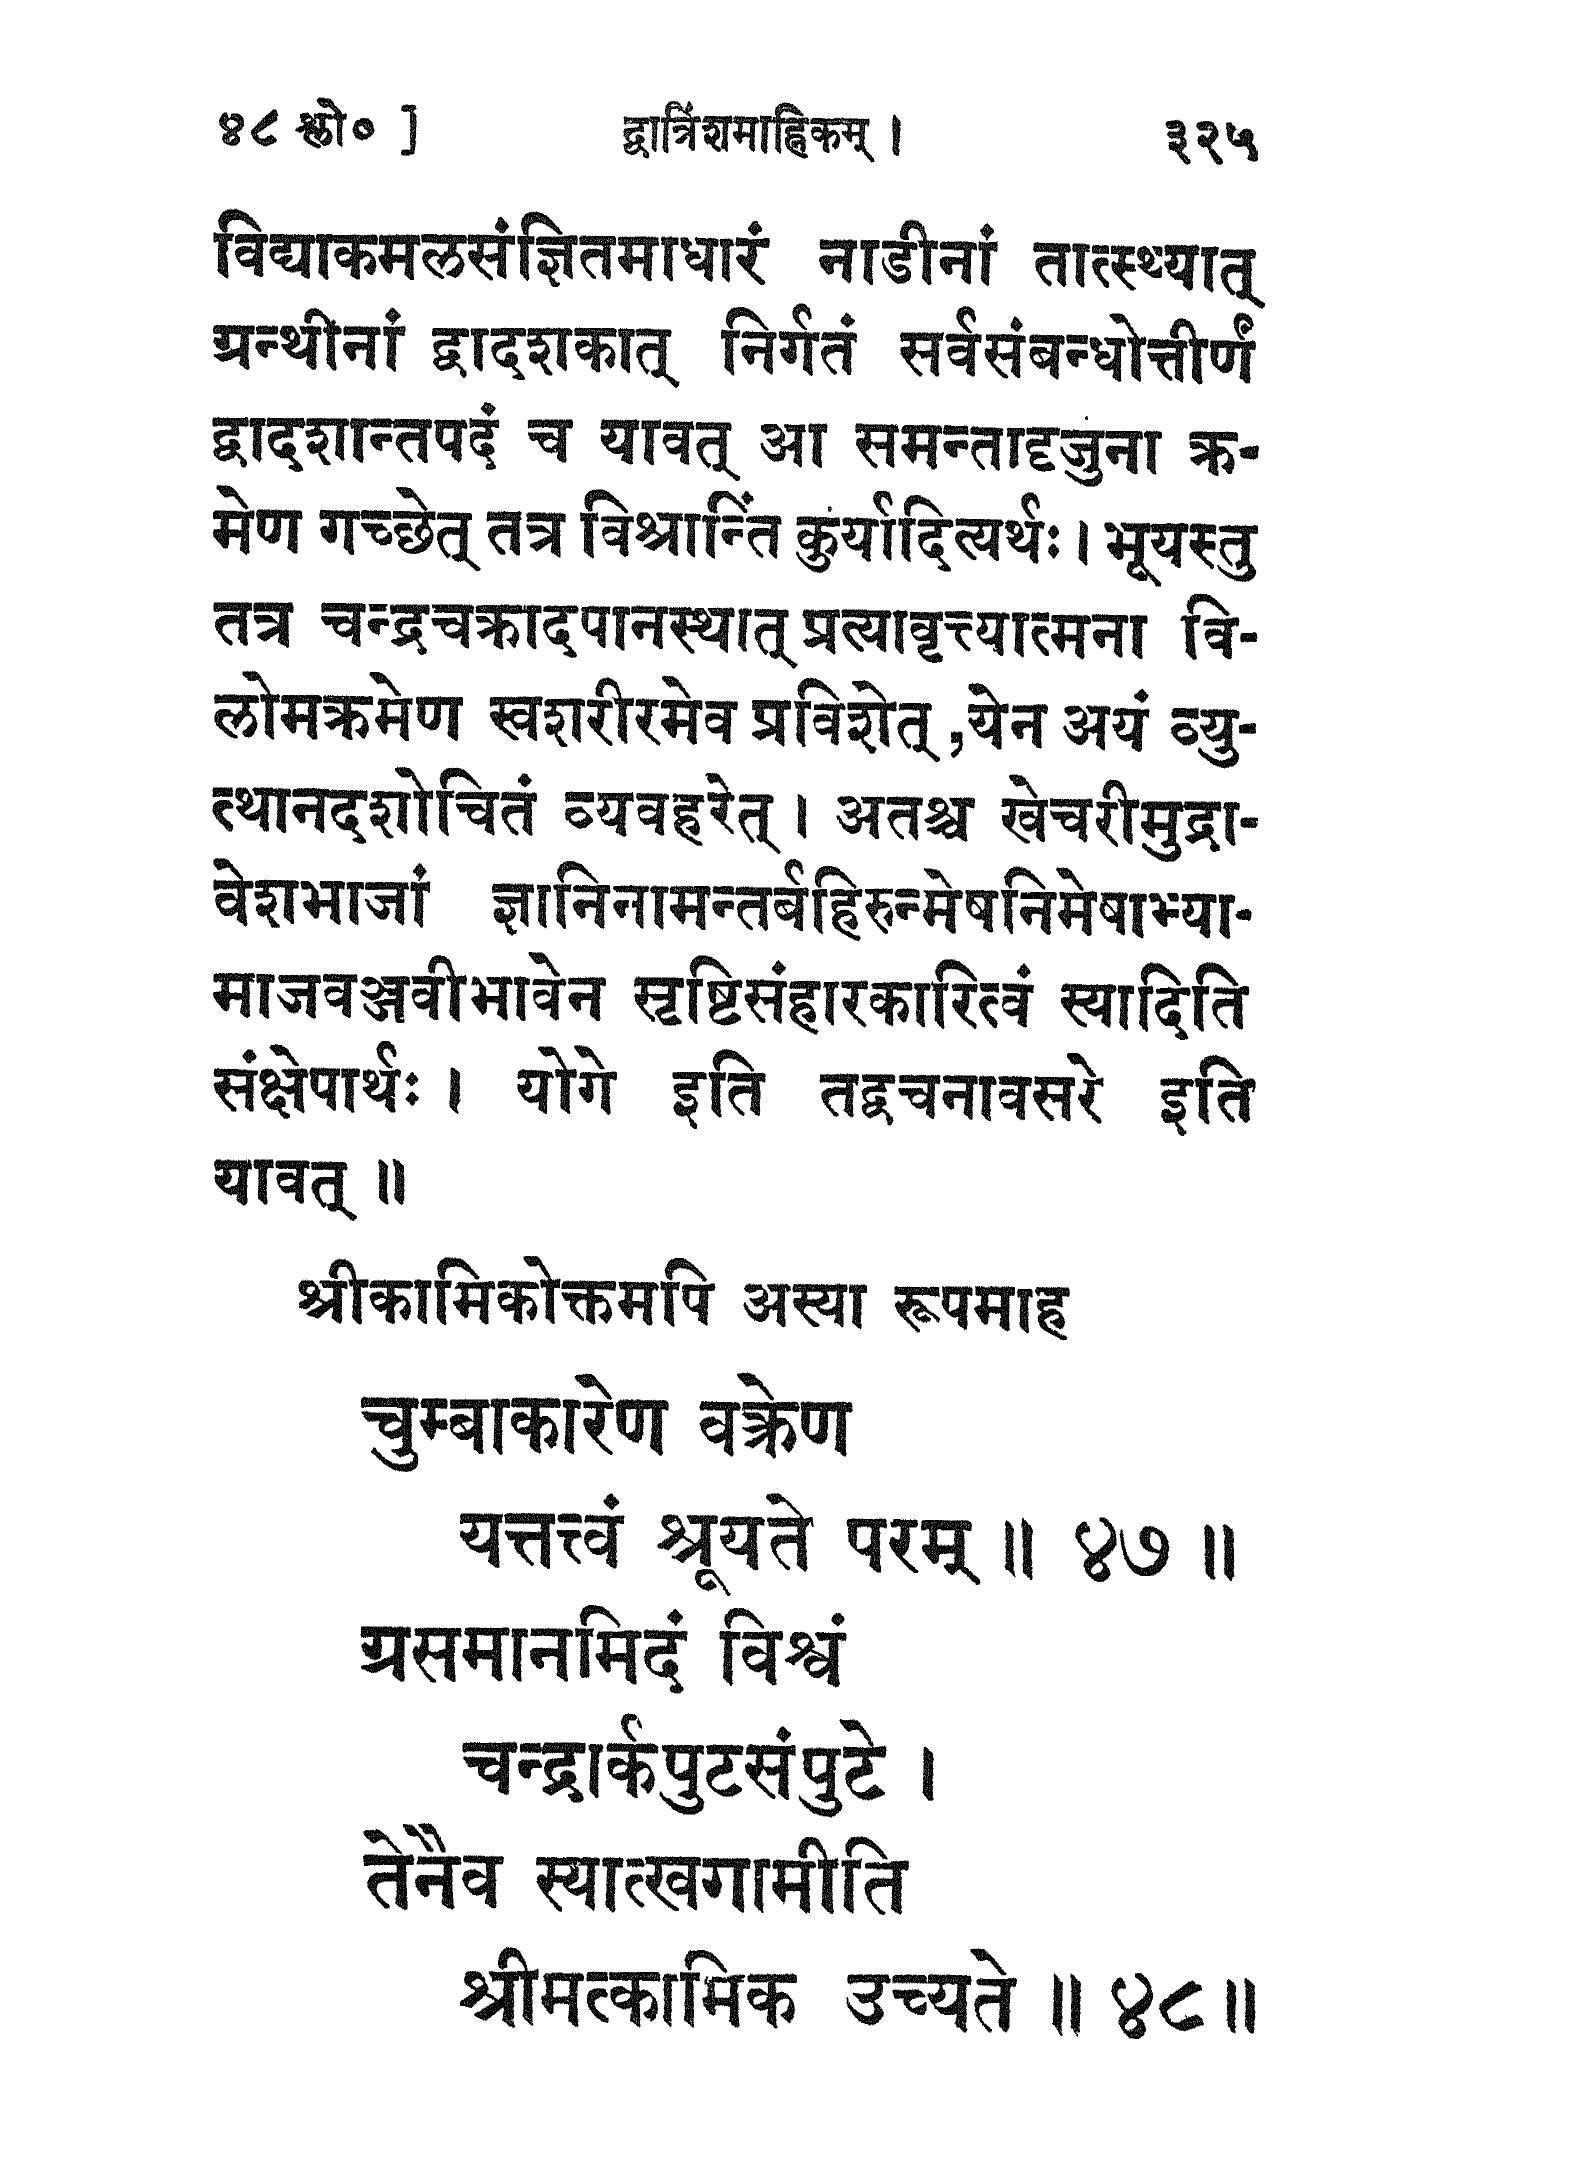 ४८ श्लो० ]
द्वात्रिंशमाह्निकम् ।
३२५
विद्याकमलसंज्ञितमाधारं नाडीनां तात्स्थ्यात्
ग्रन्थीनां द्वादशकात् निर्गतं सर्वसंबन्धोत्तीर्णं
द्वादशान्तपदं च यावत् आ समन्तादृजुना क्र-
मेण गच्छेत् तत्र विश्रान्तिं कुर्यादित्यर्थः । भूयस्तु
तत्र चन्द्रचक्रादपानस्थात् प्रत्यावृत्त्यात्मना वि-
लोमक्रमेण स्वशरीरमेव प्रविशेत् ,येन अयं व्यु-
त्थानदशोचितं व्यवहरेत् । अतश्च खेचरीमुद्रा-
वेशभाजां ज्ञानिनामन्तर्बहिरुन्मेषनिमेषाभ्या-
माजवञ्जवीभावेन सृष्टिसंहारकारित्वं स्यादिति
संक्षेपार्थः । योगे इति तद्वचनावसरे इति
यावत् ॥
श्रीकामिकोक्तमपि अस्या रूपमाह
चुम्बाकारेण वक्त्रेण
यत्तत्त्वं श्रूयते परम् ॥ ४७ ॥
ग्रसमानमिदं विश्वं
चन्द्रार्कपुटसंपुटे ।
तेनैव स्यात्खगामीति
श्रीमत्कामिक उच्यते ॥ ४८॥